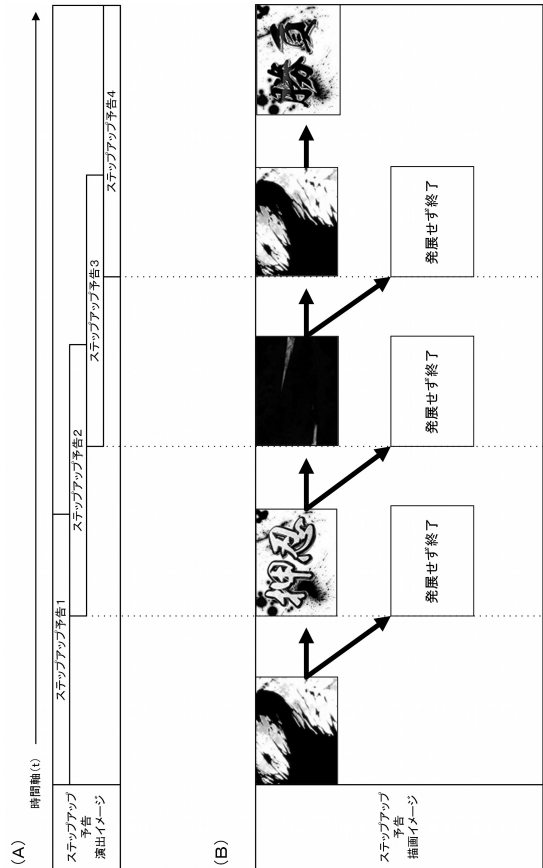 (A)
時間軸(t)
ステップアップ
予告
演出イメージ
ステップアップ予告1
ステップアップ予告2
ステップアップ予告3
ステップアップ予告4
(B)
ステップアップ
予告
描画イメージ
押忍
勝負
発展せず終了
発展せず終了
発展せず終了